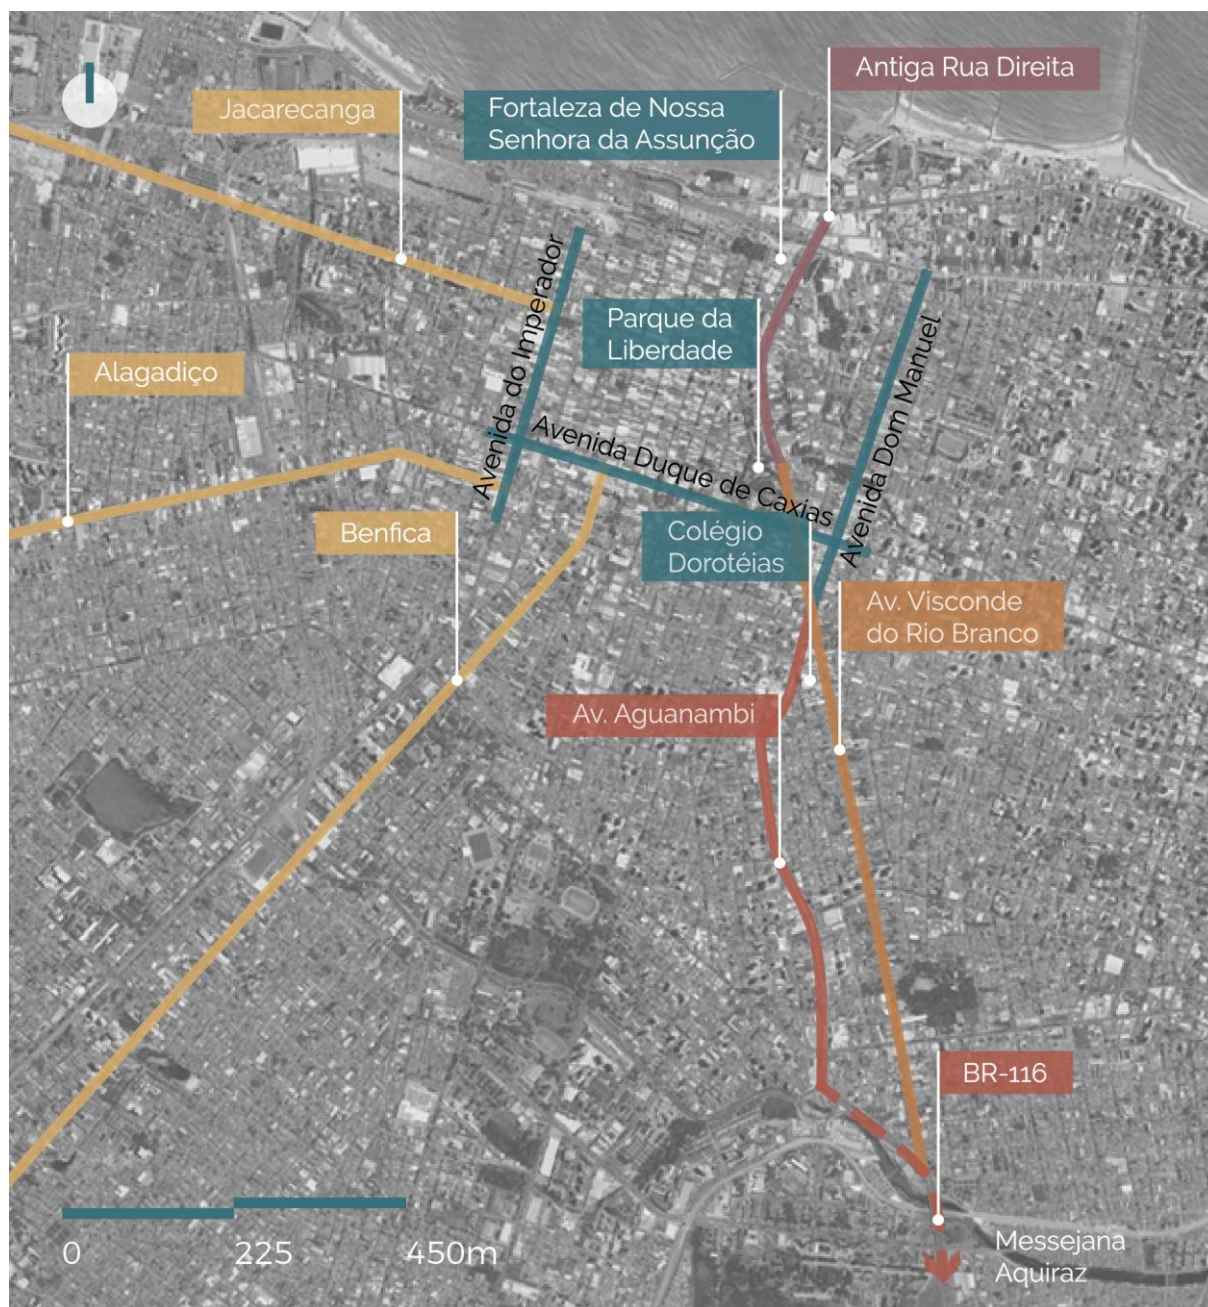 Antiga Rua Direita
Jacarecanga
Fortaleza de Nossa
Senhora da Assunção
Avenida do Imperador
Parque da
Liberdade
Avenida Dom Manuel
Alagadiço
Avenida Duque de Caxias
Benfica
Colégio
Dorotéias
Av. Visconde
do Rio Branco
Av. Aguanambi
BR-116
Messejana
Aquiraz
0 225 450m